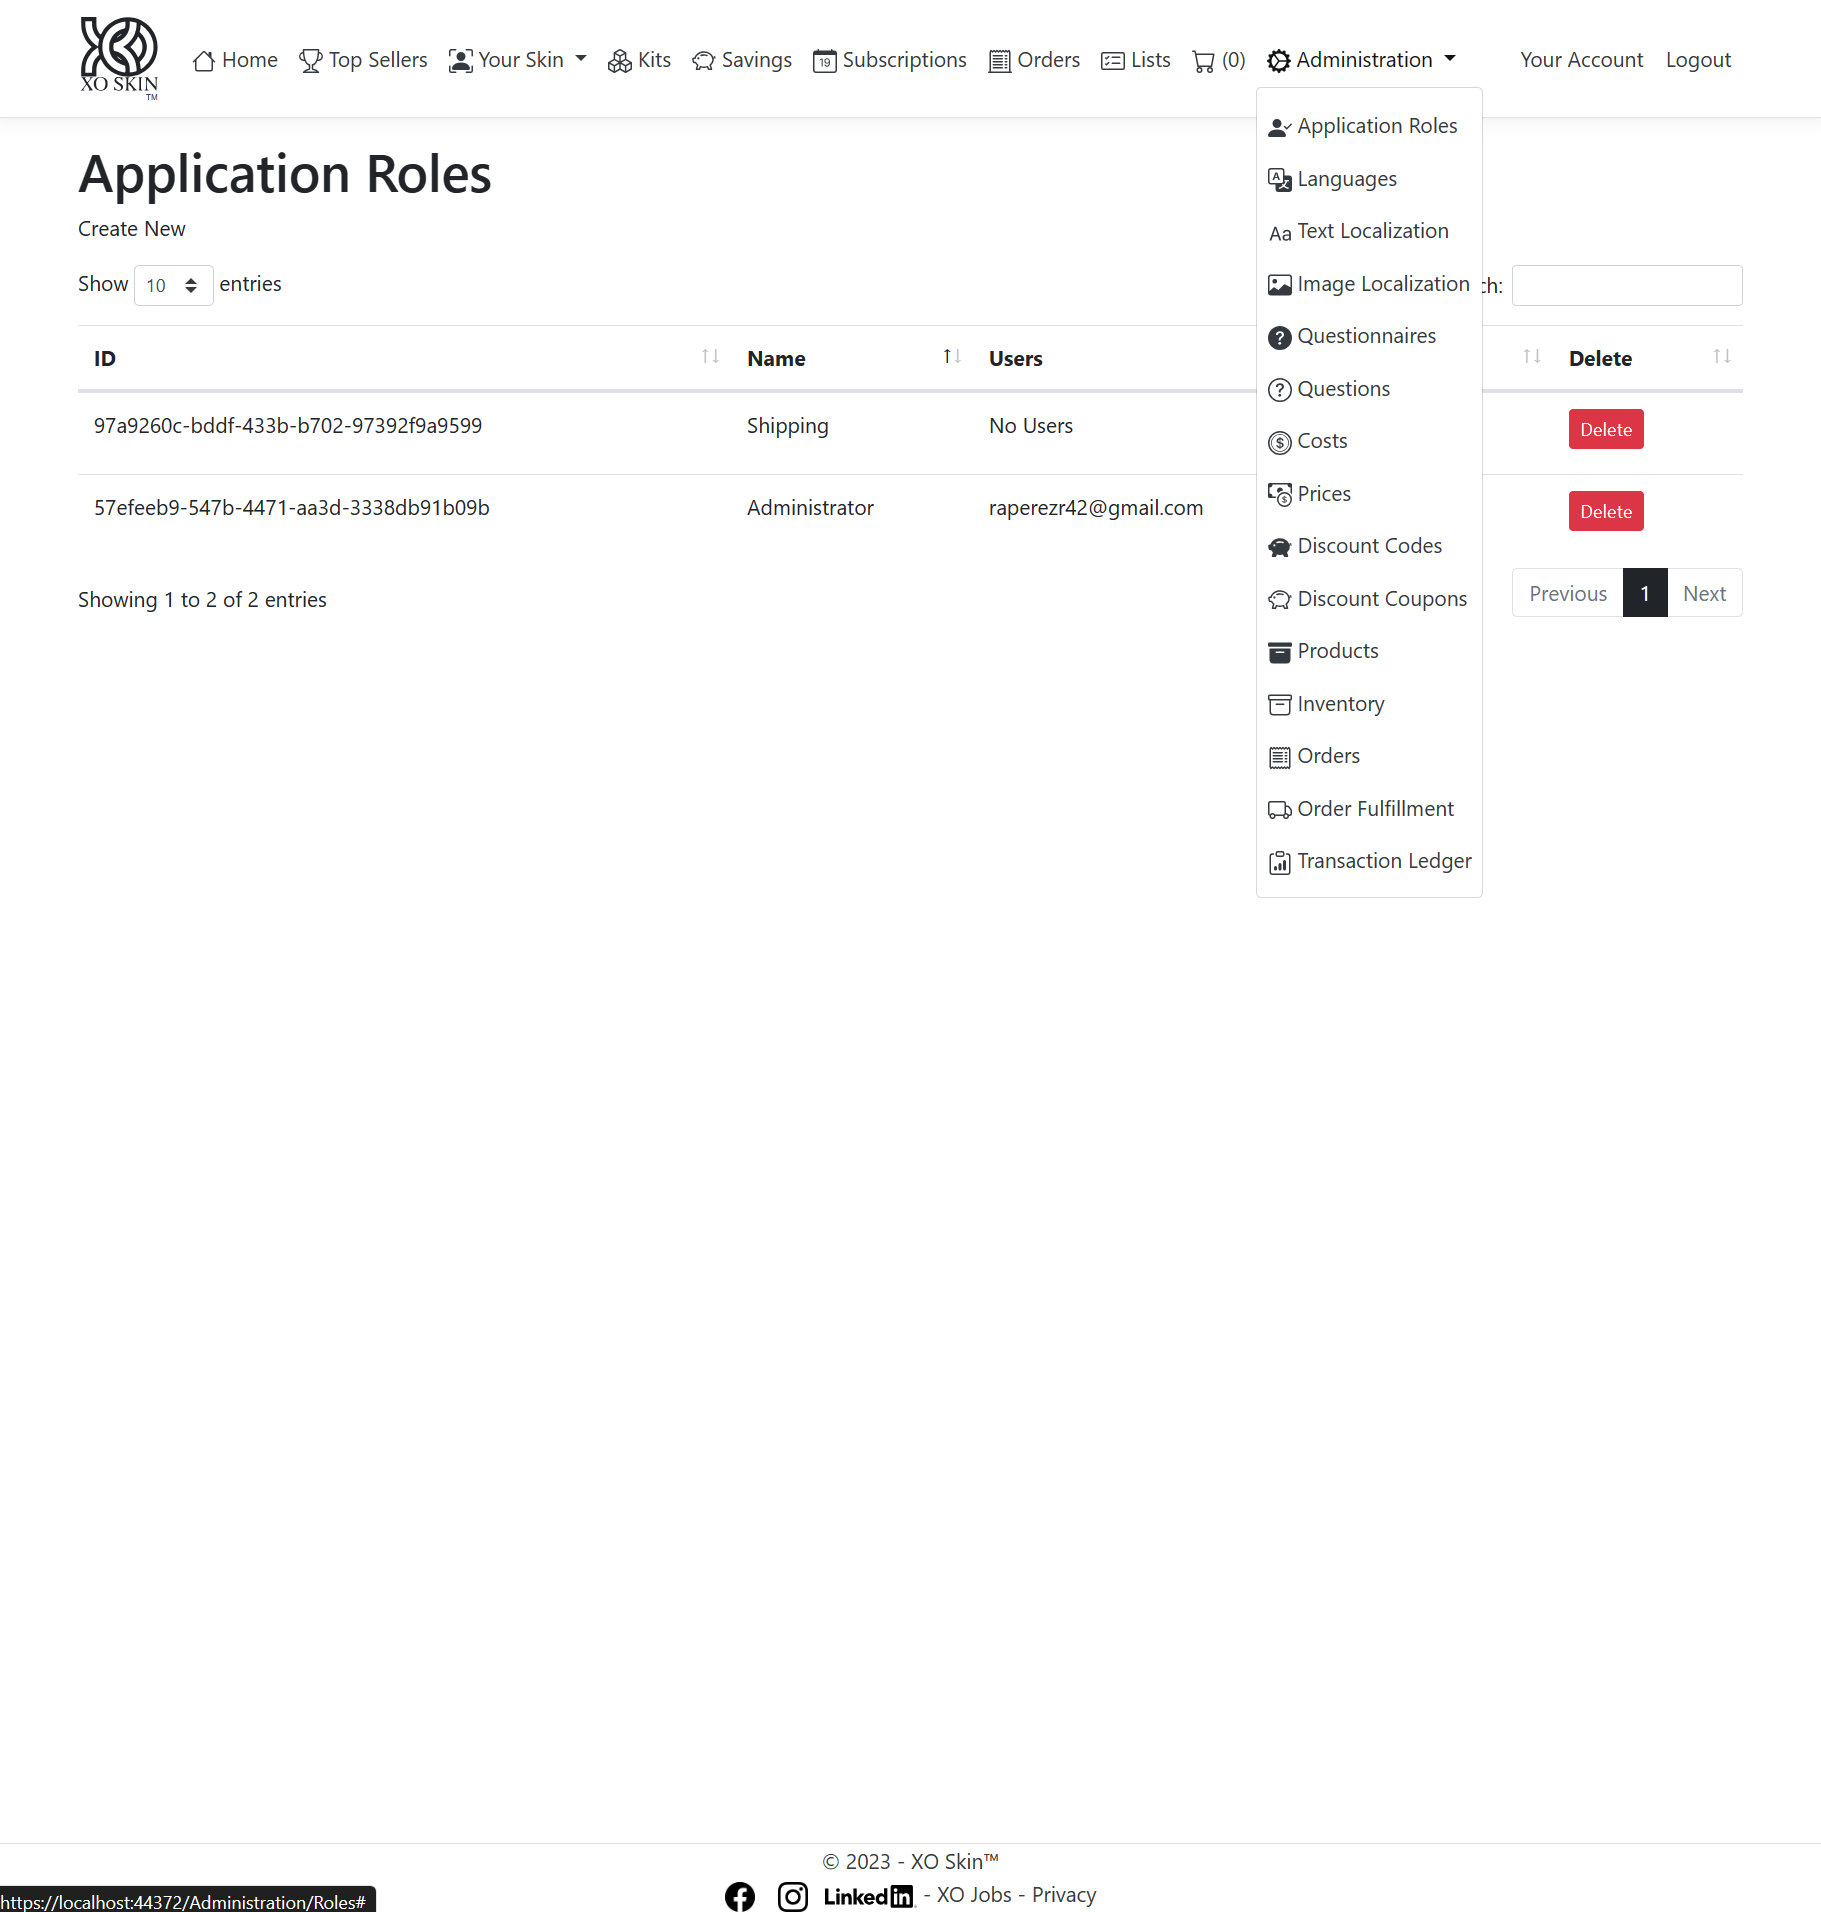 XO SKIN
TM
Home Top Sellers Your Skin Kits Savings 19 Subscriptions Orders Lists (0) Administration Your Account Logout
Application Roles
Languages
Aa Text Localization
Image Localization
Questionnaires
Questions
Costs
Prices
Discount Codes
Discount Coupons
Products
Inventory
Orders
Order Fulfillment
Transaction Ledger
Application Roles
Create New
Show 10 entries
ch:
ID Name Users Delete
97a9260c-bddf-433b-b702-97392f9a9599 Shipping No Users Delete
57efeeb9-547b-4471-aa3d-3338db91b09b Administrator raperezr42@gmail.com Delete
Showing 1 to 2 of 2 entries
Previous 1 Next
© 2023 - XO Skin™
LinkedIn - XO Jobs - Privacy
https://localhost:44372/Administration/Roles#